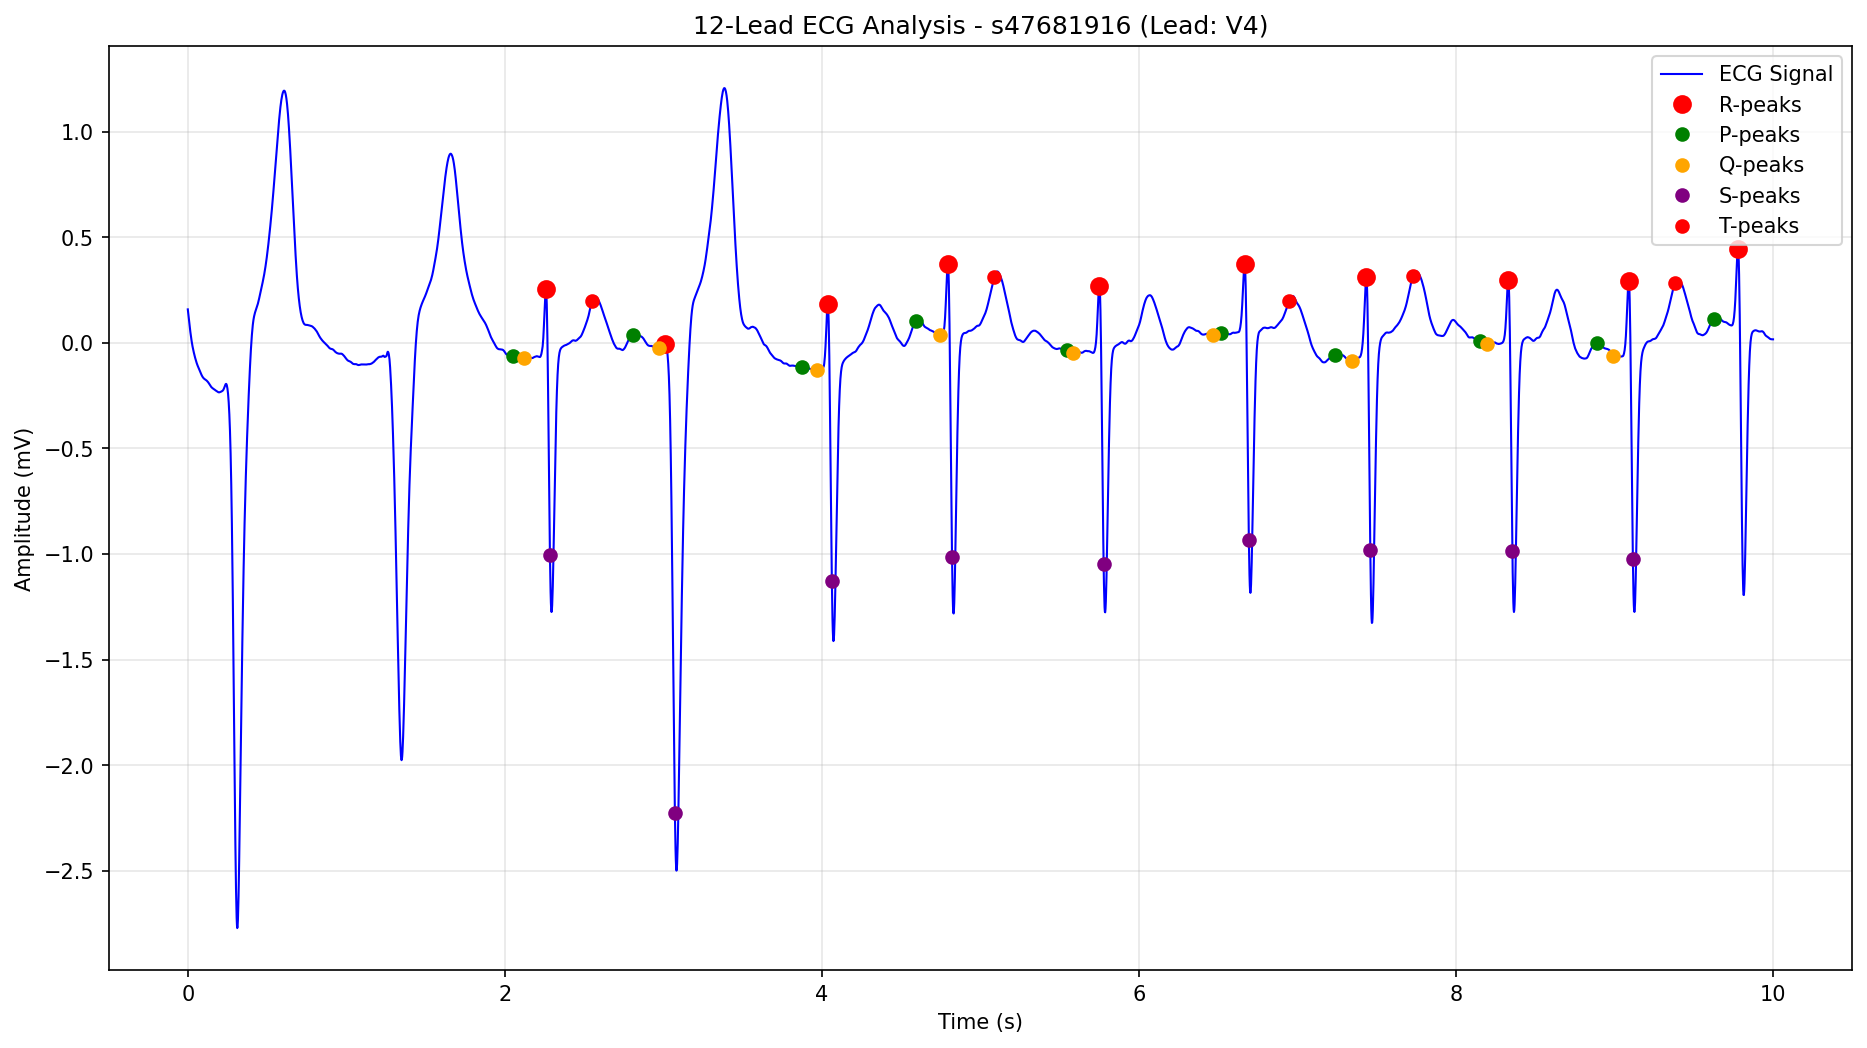 12-Lead ECG Analysis - s47681916 (Lead: V4)
ECG Signal
R-peaks
P-peaks
Q-peaks
S-peaks
T-peaks
1.0
0.5
0.0
−0.5
−1.0
−1.5
−2.0
−2.5
Amplitude (mV)
0 2 4 6 8 10
Time (s)